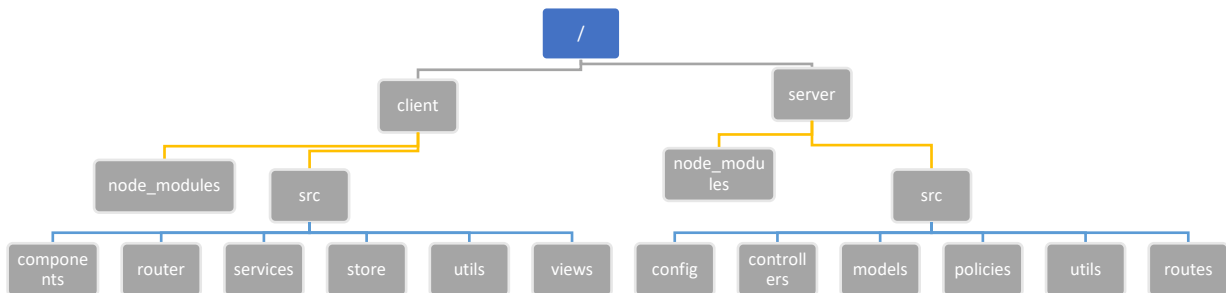 /
client
server
node_modules
src
node_modu
les
src
compone
nts
router
services
store
utils
views
config
controll
ers
models
policies
utils
routes